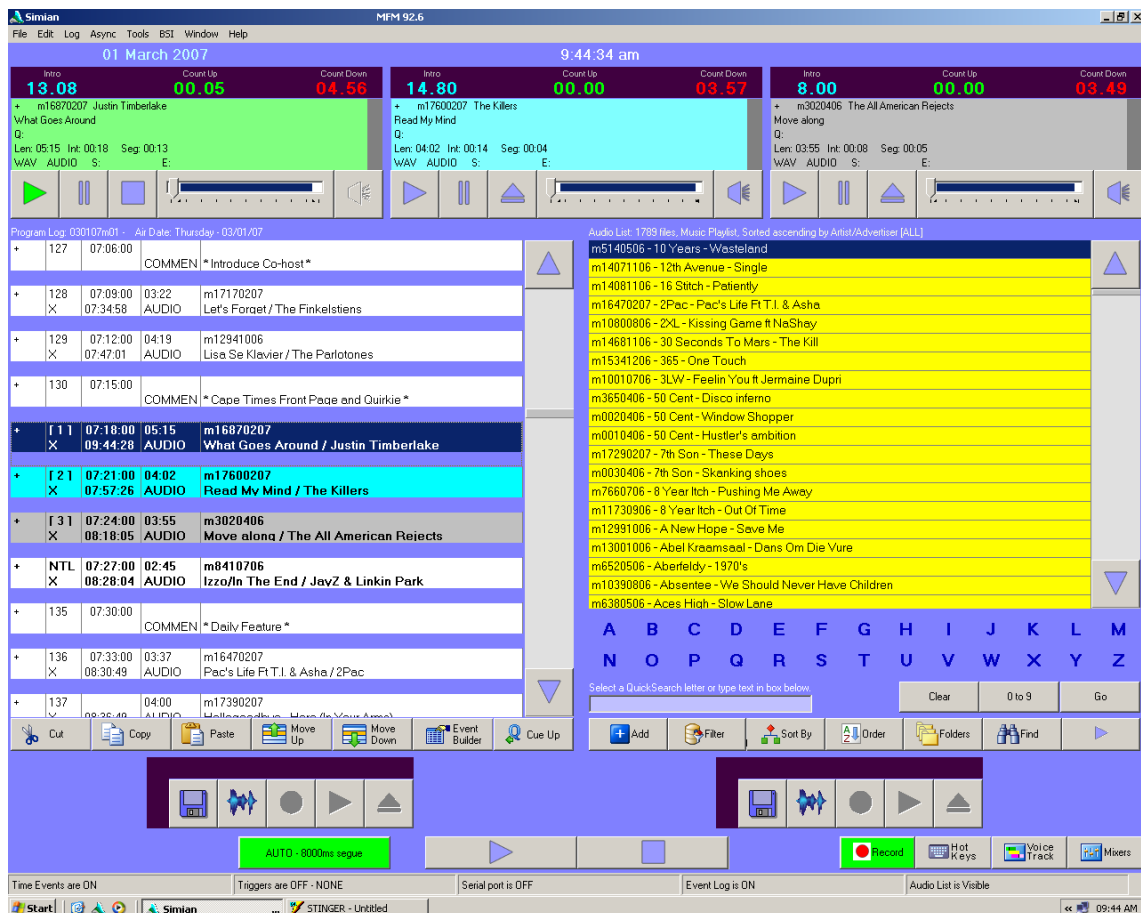 Simian MFM 92.6
File Edit Log Async Tools BSI Window Help
01 March 2007 9:44:34 am
Intro Count Up Count Down
13.08 00.05 04.56
+ m16870207 Justin Timberlake
What Goes Around
Q:
Len: 05:15 Int: 00:18 Seg: 00:13
WAV AUDIO S: E:
Intro Count Up Count Down
14.80 00.00 03.57
+ m17600207 The Killers
Read My Mind
Q:
Len: 04:02 Int: 00:14 Seg: 00:04
WAV AUDIO S: E:
Intro Count Up Count Down
8.00 00.00 03.49
+ m3020406 The All American Rejects
Move along
Q:
Len: 03:55 Int: 00:08 Seg: 00:05
WAV AUDIO S: E:
Program Log: 030107m01 - Air Date: Thursday - 03/01/07
+ 127 07:06:00
COMMEN * Introduce Co-host *
+ 128 07:09:00 03:22 m17170207
X 07:34:58 AUDIO Let's Forget / The Finkelstiens
+ 129 07:12:00 04:19 m12941006
X 07:47:01 AUDIO Lisa Se Klavier / The Parlotones
+ 130 07:15:00
COMMEN * Cape Times Front Page and Quirkie *
+ [ 1 ] 07:18:00 05:15 m16870207
X 09:44:28 AUDIO What Goes Around / Justin Timberlake
+ [ 2 ] 07:21:00 04:02 m17600207
X 07:57:26 AUDIO Read My Mind / The Killers
+ [ 3 ] 07:24:00 03:55 m3020406
X 08:18:05 AUDIO Move along / The All American Rejects
+ NTL 07:27:00 02:45 m8410706
X 08:28:04 AUDIO Izzo/In The End / JayZ & Linkin Park
+ 135 07:30:00
COMMEN * Daily Feature *
+ 136 07:33:00 03:37 m16470207
X 08:30:49 AUDIO Pac's Life Ft T.I. & Asha / 2Pac
+ 137 04:00 m17390207
X 08:36:49 AUDIO Hellogoodbye - Here (In Your Arms)
Cut Copy Paste Move Up Move Down Event Builder Cue Up
Audio List: 1789 files, Music Playlist, Sorted ascending by Artist/Advertiser [ALL]
m5140506 - 10 Years - Wasteland
m14071106 - 12th Avenue - Single
m14081106 - 16 Stitch - Patiently
m16470207 - 2Pac - Pac's Life Ft T.I. & Asha
m10800806 - 2XL - Kissing Game ft NaShay
m14681106 - 30 Seconds To Mars - The Kill
m15341206 - 365 - One Touch
m10010706 - 3LW - Feelin You ft Jermaine Dupri
m3650406 - 50 Cent - Disco inferno
m0020406 - 50 Cent - Window Shopper
m0010406 - 50 Cent - Hustler's ambition
m17290207 - 7th Son - These Days
m0030406 - 7th Son - Skanking shoes
m7660706 - 8 Year Itch - Pushing Me Away
m11730906 - 8 Year Itch - Out Of Time
m12991006 - A New Hope - Save Me
m13001006 - Abel Kraamsaal - Dans Om Die Vure
m6520506 - Aberfeldy - 1970's
m10390806 - Absentee - We Should Never Have Children
m6380506 - Aces High - Slow Lane
A B C D E F G H I J K L M
N O P Q R S T U V W X Y Z
Select a QuickSearch letter or type text in box below.
Clear 0 to 9 Go
Add Filter Sort By Order Folders Find
AUTO - 8000ms segue
Record Hot Keys Voice Track Mixers
Time Events are ON Triggers are OFF - NONE Serial port is OFF Event Log is ON Audio List is Visible
Start Simian ... STINGER - Untitled « 09:44 AM